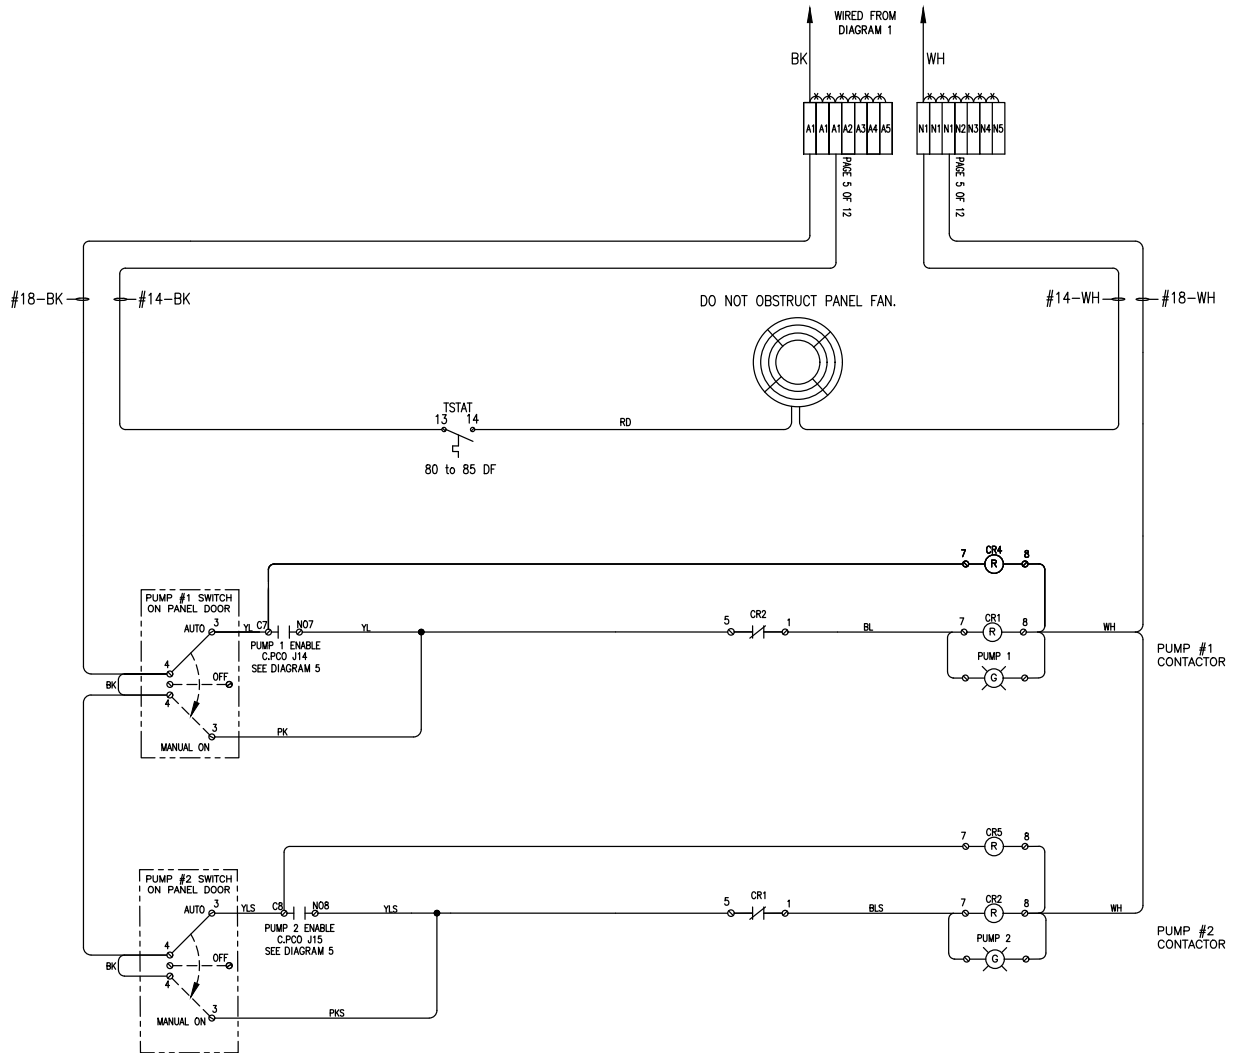 WIRED FROM
DIAGRAM 1
BK
WH
A1 A1 A1 A2 A3 A4 A5
N1 N1 N1 N2 N3 N4 N5
PAGE 5 OF 12
PAGE 5 OF 12
#18-BK
#14-BK
DO NOT OBSTRUCT PANEL FAN.
#14-WH
#18-WH
TSTAT
13 14
RD
80 to 85 DF
7 CR4 8
R
PUMP #1 SWITCH
ON PANEL DOOR
AUTO 3 YL C7 NO7 YL
PUMP 1 ENABLE
C.PCO J14
SEE DIAGRAM 5
5 CR2 1 BL 7 CR1 8 WH
R
PUMP #1
CONTACTOR
PUMP 1
G
4
BK
OFF
4
3
PK
MANUAL ON
7 CR5 8
R
PUMP #2 SWITCH
ON PANEL DOOR
AUTO 3 YLS C8 NO8 YLS
PUMP 2 ENABLE
C.PCO J15
SEE DIAGRAM 5
5 CR1 1 BLS 7 CR2 8 WH
R
PUMP #2
CONTACTOR
PUMP 2
G
4
BK
OFF
4
3
PKS
MANUAL ON